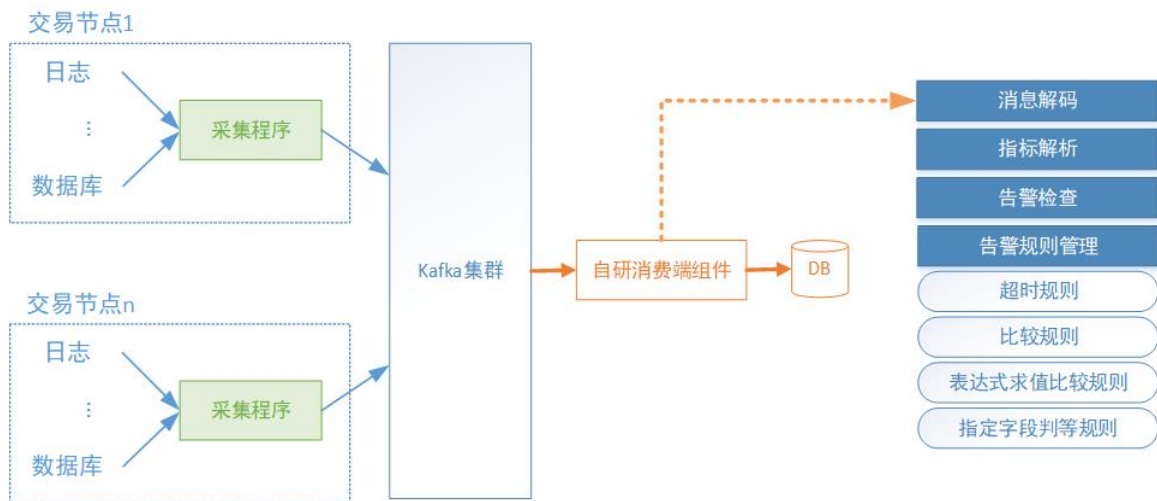 交易节点1
日志
⋮
数据库
采集程序
交易节点n
日志
⋮
数据库
采集程序
Kafka集群
自研消费端组件
DB
消息解码
指标解析
告警检查
告警规则管理
超时规则
比较规则
表达式求值比较规则
指定字段判等规则